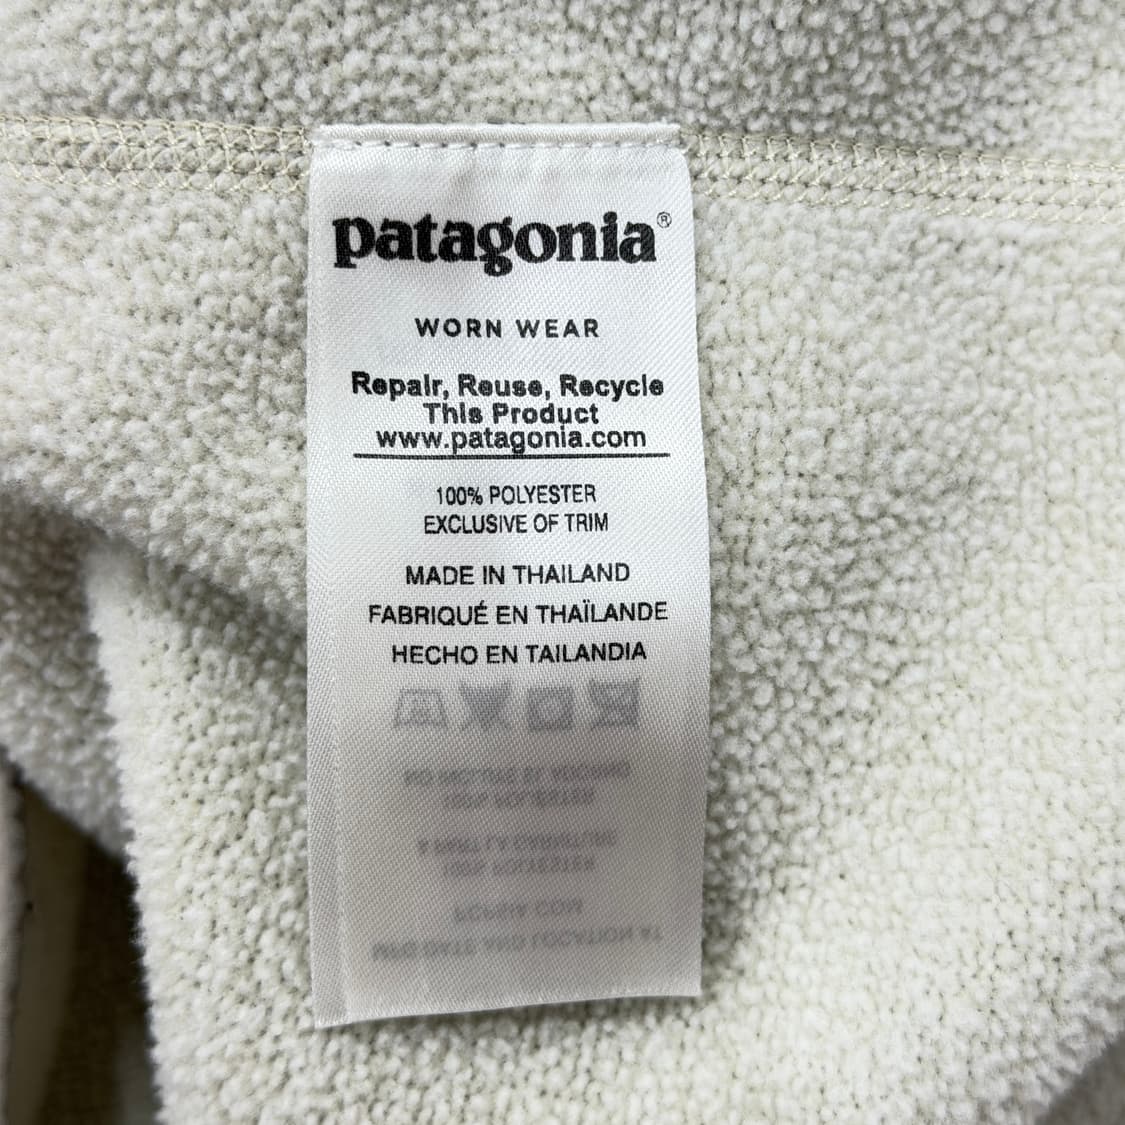 patagonia®
WORN WEAR
Repair, Reuse, Recycle
This Product
www.patagonia.com
100% POLYESTER
EXCLUSIVE OF TRIM
MADE IN THAILAND
FABRIQUÉ EN THAÏLANDE
HECHO EN TAILANDIA